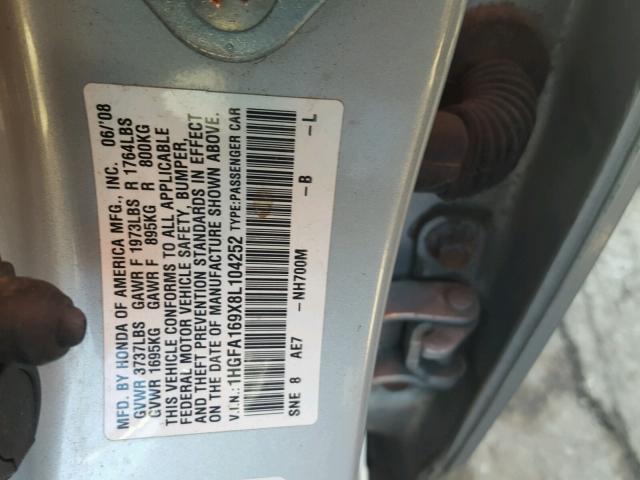 MFD. BY HONDA OF AMERICA MFG., INC. 06/'08
GVWR 3737LBS GAWR F 1973LBS R 1764LBS
GVWR 1695KG GAWR F 895KG R 800KG
THIS VEHICLE CONFORMS TO ALL APPLICABLE
FEDERAL MOTOR VEHICLE SAFETY, BUMPER,
AND THEFT PREVENTION STANDARDS IN EFFECT
ON THE DATE OF MANUFACTURE SHOWN ABOVE.
V.I.N.:1HGFA169X8L104252 TYPE:PASSENGER CAR
SNE 8 AE7 -NH700M -B -L